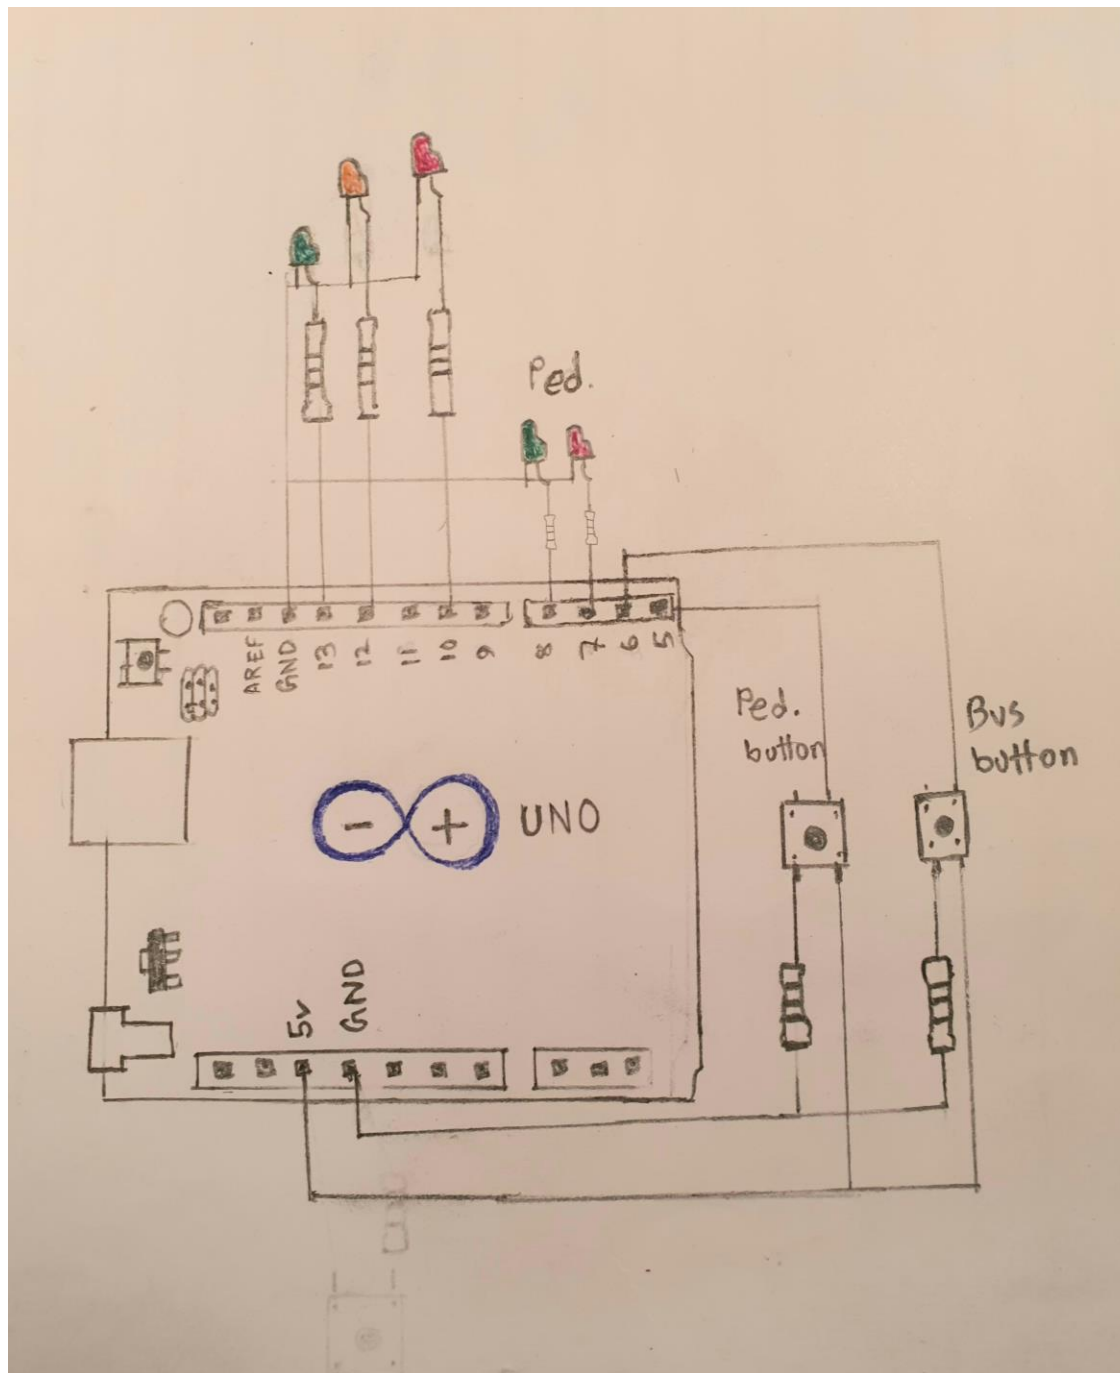 Ped.
AREF
GND
13
12
11
10
9
8
7
6
5
Ped.
button
Bus
button
- + UNO
5v
GND